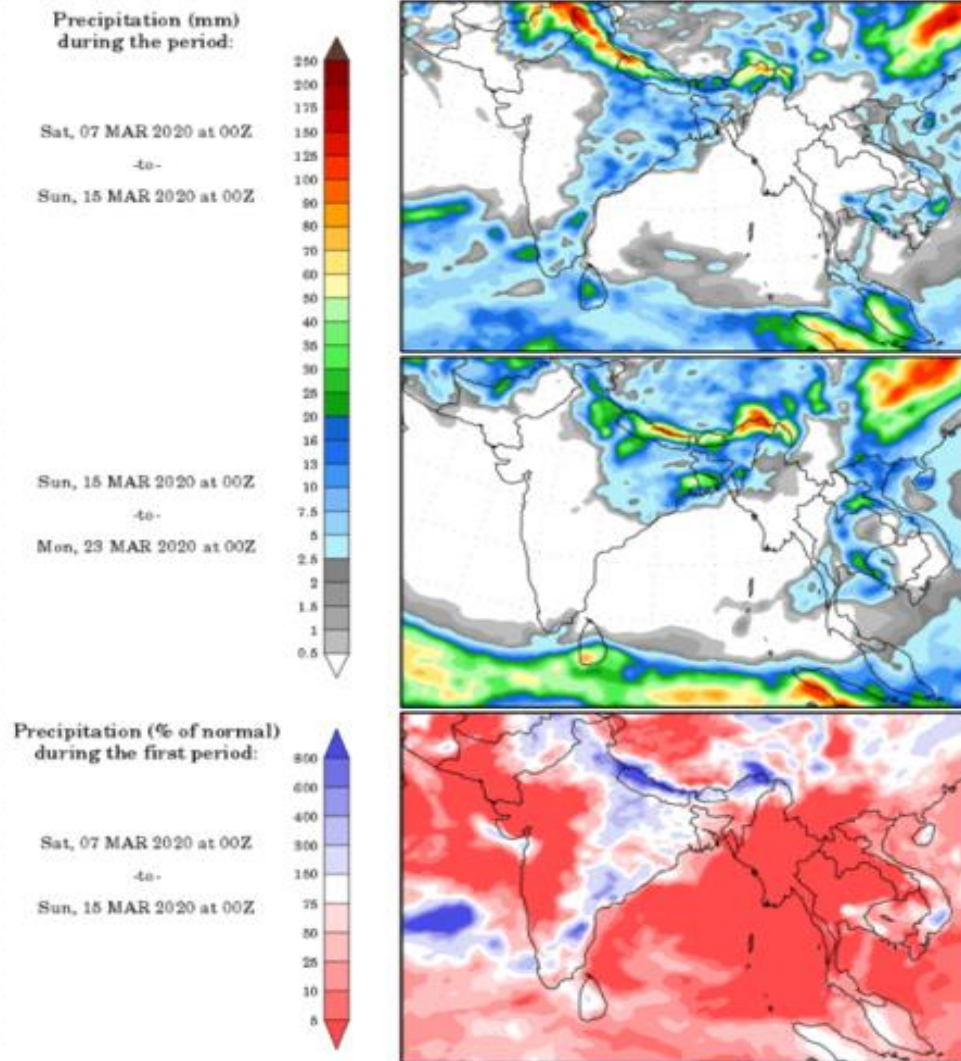 Precipitation (mm)
during the period:
250
200
175
150
125
100
90
80
70
60
50
40
35
30
25
20
16
13
10
7.5
5
2.5
2
1.5
1
0.5
Sat, 07 MAR 2020 at 00Z
-to-
Sun, 15 MAR 2020 at 00Z
Sun, 15 MAR 2020 at 00Z
-to-
Mon, 23 MAR 2020 at 00Z
Precipitation (% of normal)
during the first period:
800
600
400
300
150
75
50
25
10
5
Sat, 07 MAR 2020 at 00Z
-to-
Sun, 15 MAR 2020 at 00Z